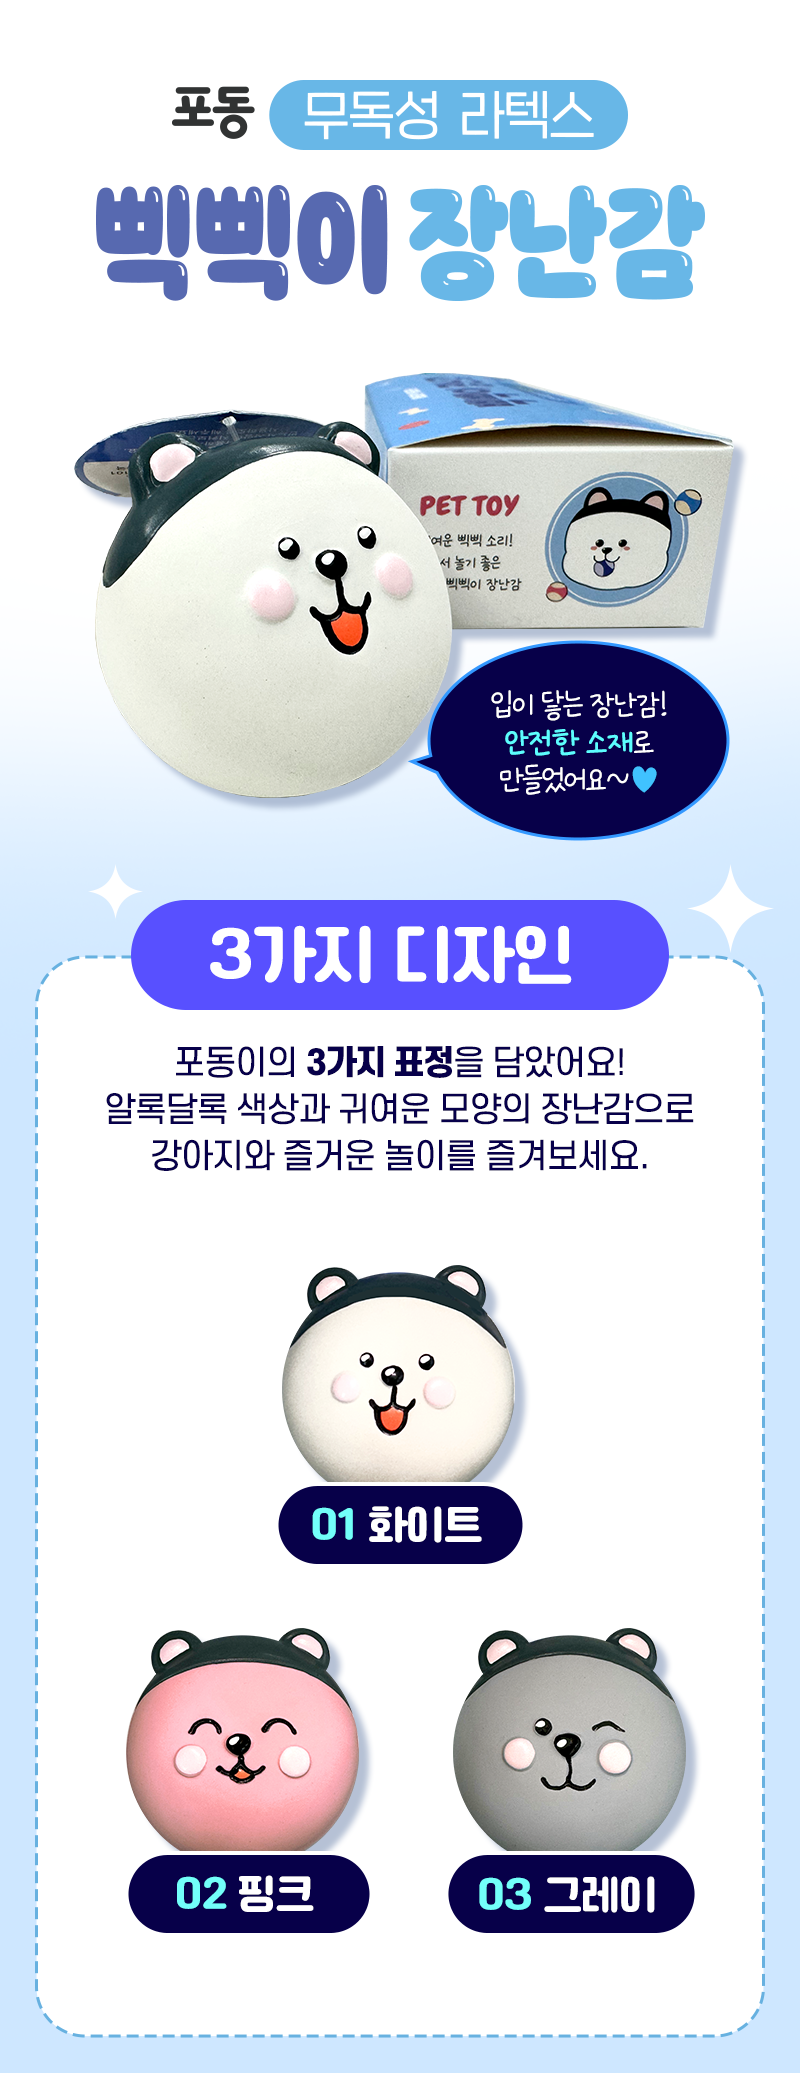 포동 무독성 라텍스
삑삑이 장난감
PET TOY
여운 삑삑 소리!
서 놀기 좋은
삑삑이 장난감
입이 닿는 장난감!
안전한 소재로
만들었어요~
3가지 디자인
포동이의 3가지 표정을 담았어요!
알록달록 색상과 귀여운 모양의 장난감으로
강아지와 즐거운 놀이를 즐겨보세요.
01 화이트
02 핑크
03 그레이